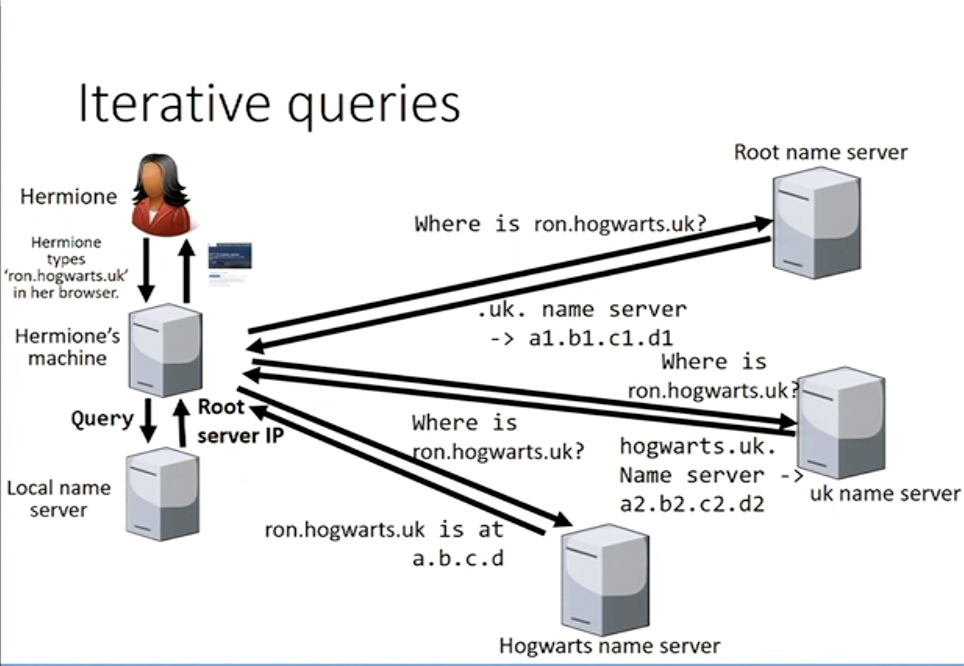 Iterative queries
Hermione
Hermione
types
'ron.hogwarts.uk'
in her browser.
Hermione's
machine
Query
Root
server IP
Local name
server
Root name server
Where is ron.hogwarts.uk?
.uk. name server
-> a1.b1.c1.d1
Where is
ron.hogwarts.uk?
hogwarts.uk.
Name server ->
a2.b2.c2.d2
uk name server
Where is
ron.hogwarts.uk?
ron.hogwarts.uk is at
a.b.c.d
Hogwarts name server